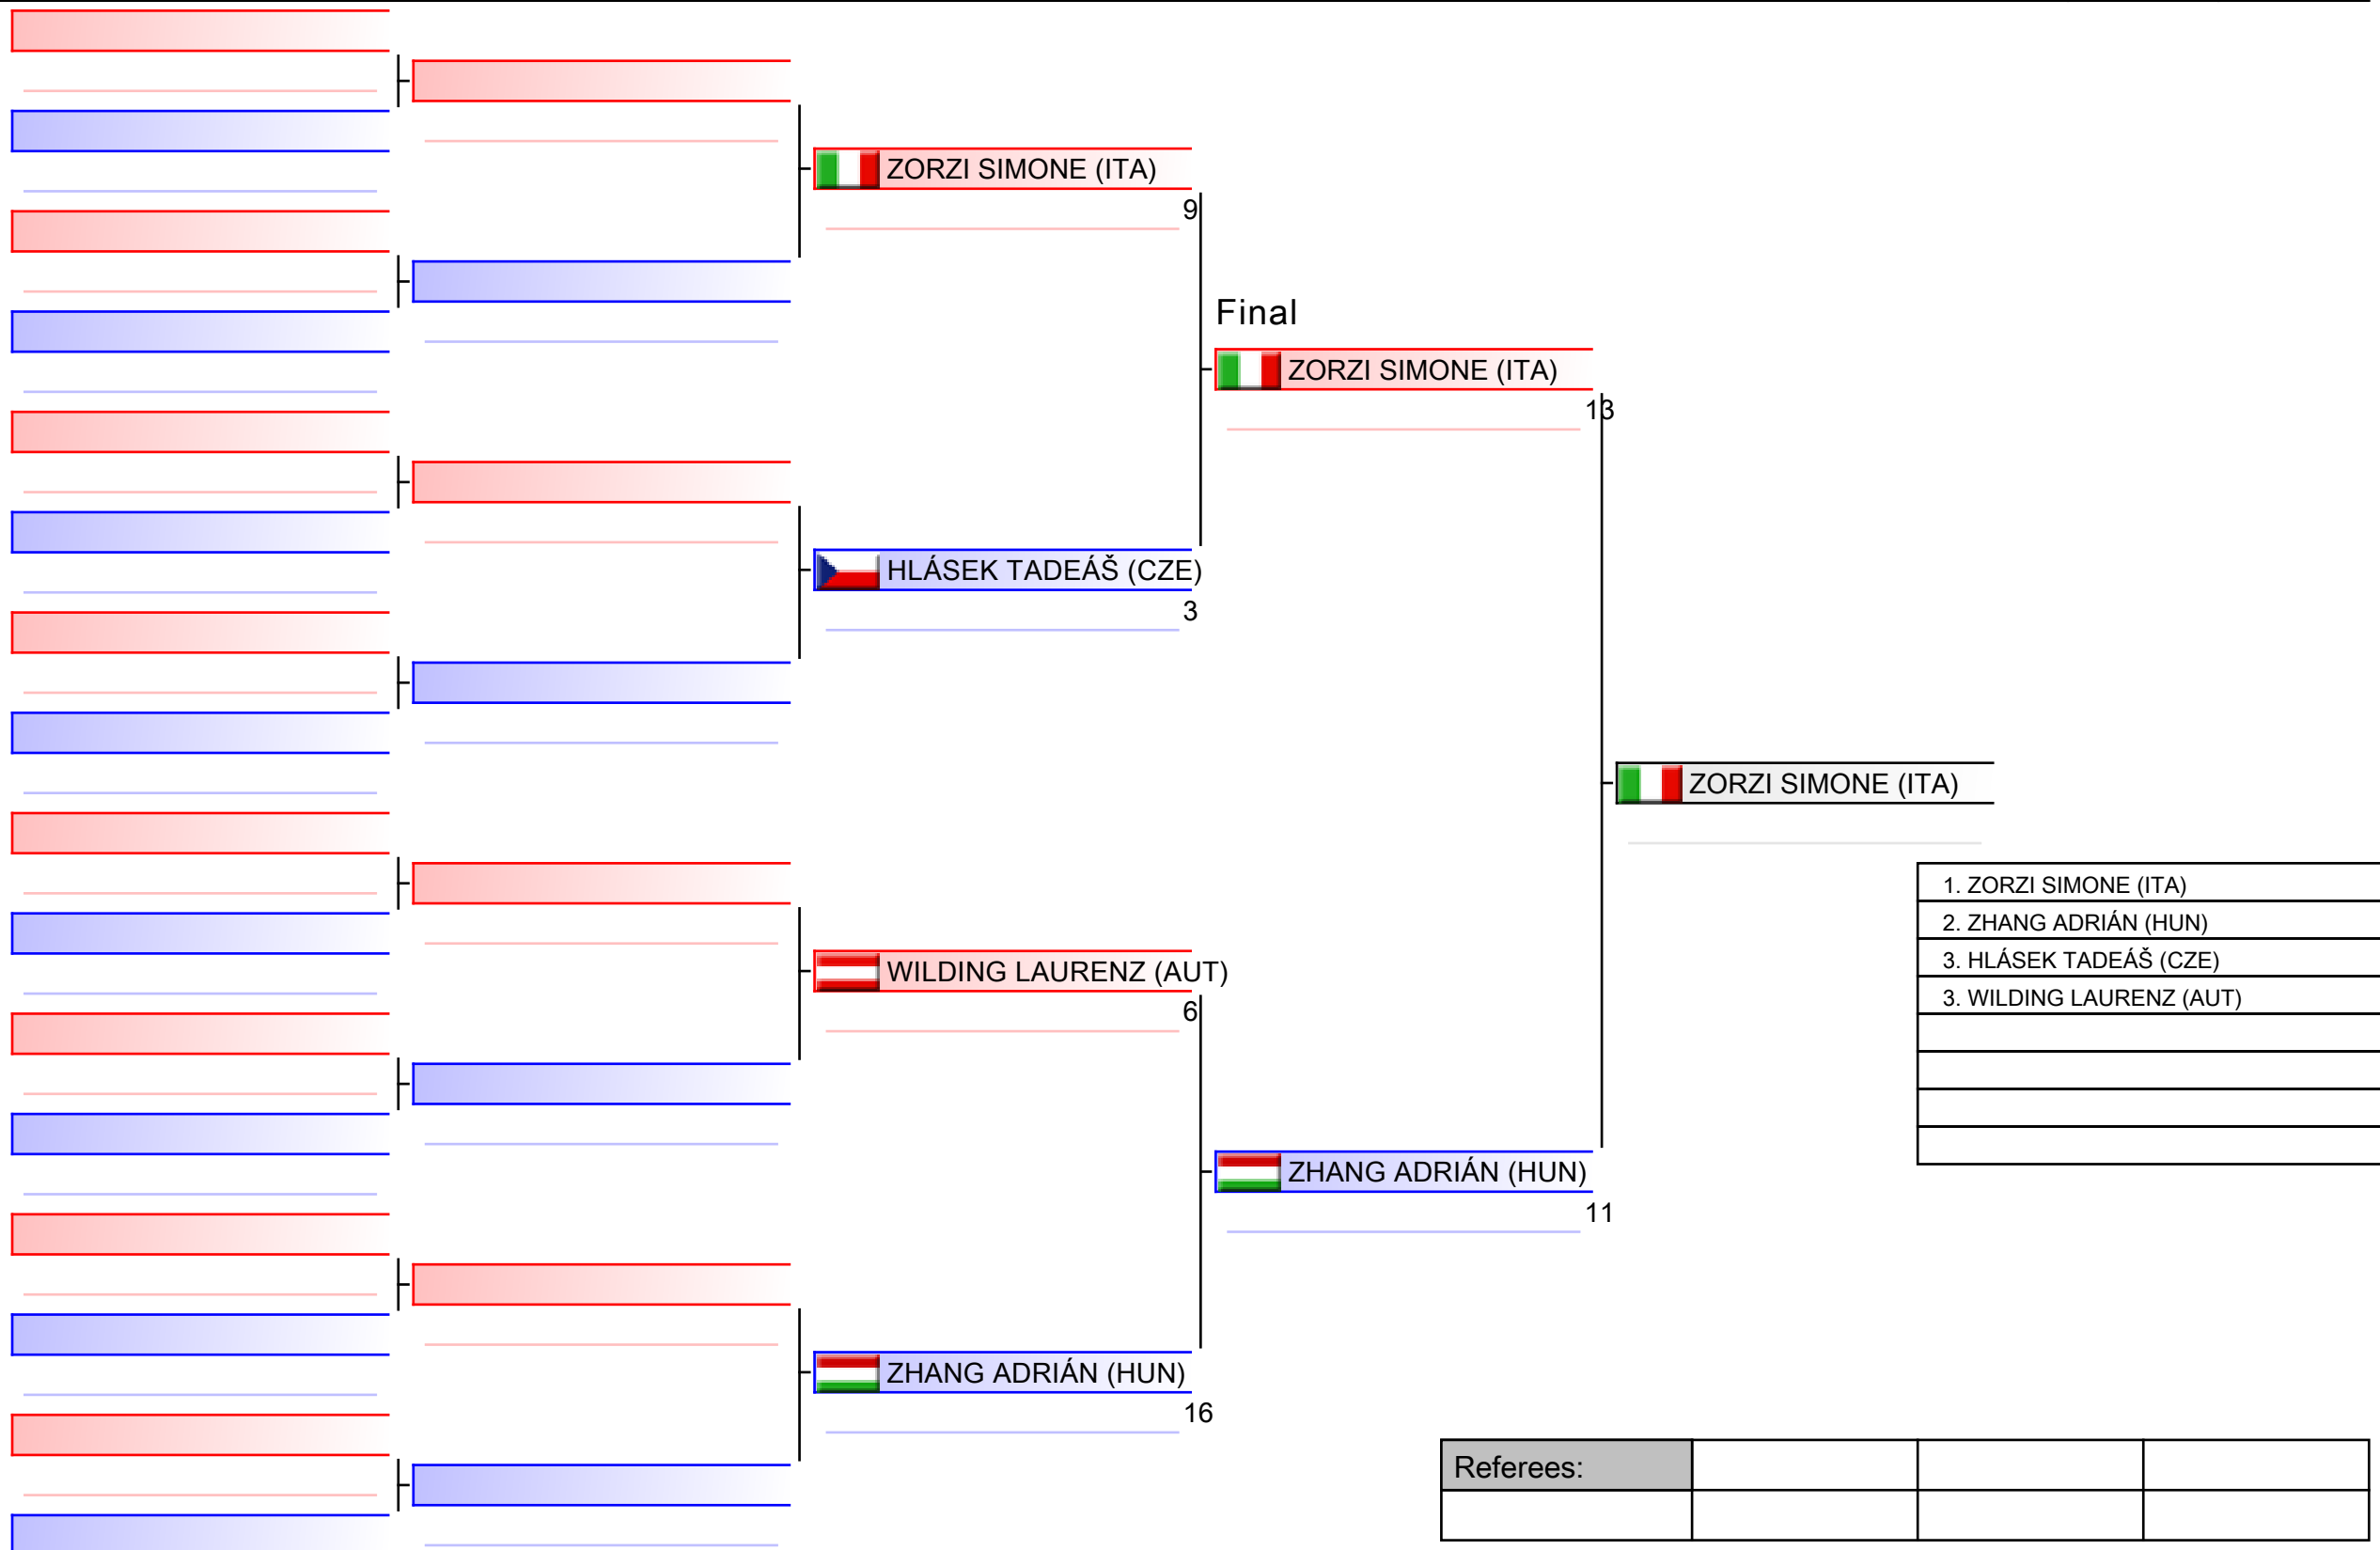 ZORZI SIMONE (ITA)
9
Final
ZORZI SIMONE (ITA)
13
HLÁSEK TADEÁŠ (CZE)
3
ZORZI SIMONE (ITA)
1. ZORZI SIMONE (ITA)
2. ZHANG ADRIÁN (HUN)
3. HLÁSEK TADEÁŠ (CZE)
3. WILDING LAURENZ (AUT)
WILDING LAURENZ (AUT)
6
ZHANG ADRIÁN (HUN)
11
ZHANG ADRIÁN (HUN)
16
Referees: